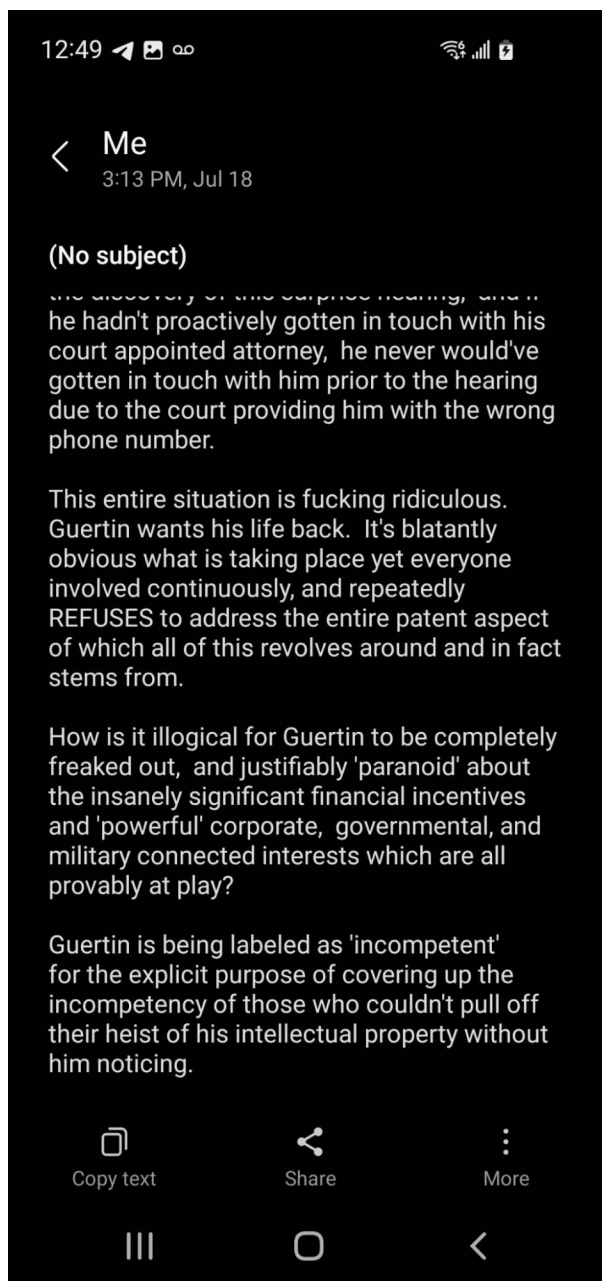 12:49
Me
3:13 PM, Jul 18
(No subject)
the discovery of this surprise hearing,  and if
he hadn't proactively gotten in touch with his
court appointed attorney,  he never would've
gotten in touch with him prior to the hearing
due to the court providing him with the wrong
phone number.
This entire situation is fucking ridiculous.
Guertin wants his life back.  It's blatantly
obvious what is taking place yet everyone
involved continuously, and repeatedly
REFUSES to address the entire patent aspect
of which all of this revolves around and in fact
stems from.
How is it illogical for Guertin to be completely
freaked out,  and justifiably 'paranoid' about
the insanely significant financial incentives
and 'powerful' corporate,  governmental, and
military connected interests which are all
provably at play?
Guertin is being labeled as 'incompetent'
for the explicit purpose of covering up the
incompetency of those who couldn't pull off
their heist of his intellectual property without
him noticing.
Copy text
Share
More